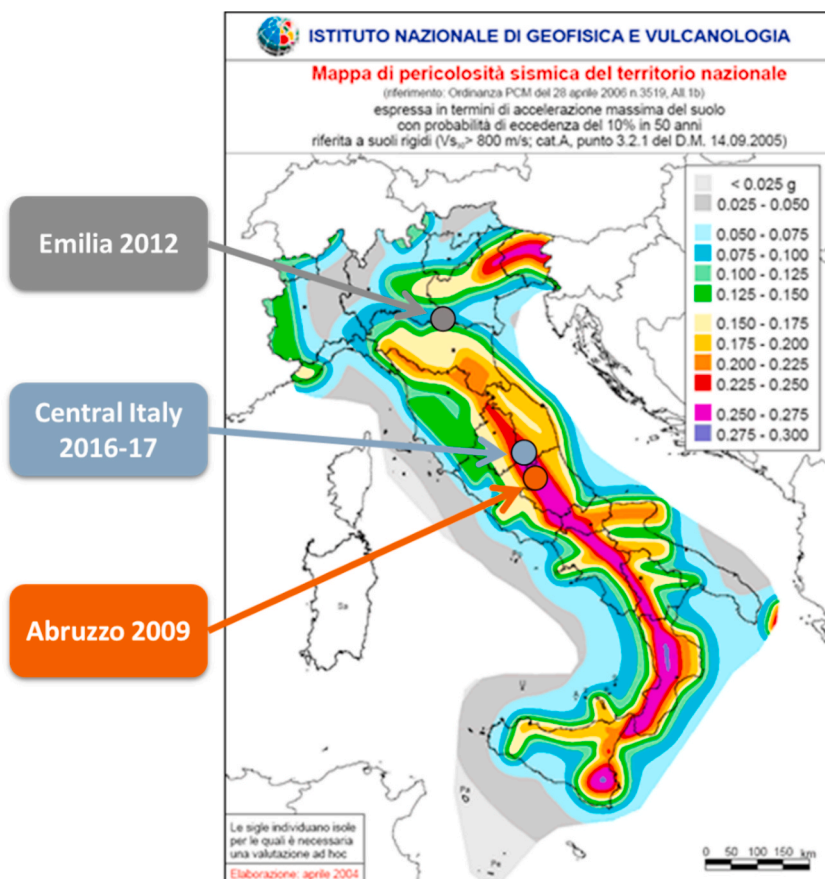 ISTITUTO NAZIONALE DI GEOFISICA E VULCANOLOGIA
Mappa di pericolosità sismica del territorio nazionale
(riferimento: Ordinanza PCM del 28 aprile 2006 n.3519, All.1b)
espressa in termini di accelerazione massima del suolo
con probabilità di eccedenza del 10% in 50 anni
riferita a suoli rigidi (Vs₃₀> 800 m/s; cat.A, punto 3.2.1 del D.M. 14.09.2005)
< 0.025 g
0.025 - 0.050
0.050 - 0.075
0.075 - 0.100
0.100 - 0.125
0.125 - 0.150
0.150 - 0.175
0.175 - 0.200
0.200 - 0.225
0.225 - 0.250
0.250 - 0.275
0.275 - 0.300
Emilia 2012
Central Italy
2016-17
Abruzzo 2009
Sa
U
Pa
Pe
Le sigle individuano isole
per le quali è necessaria
una valutazione ad hoc
Elaborazione: aprile 2004
0 50 100 150 km